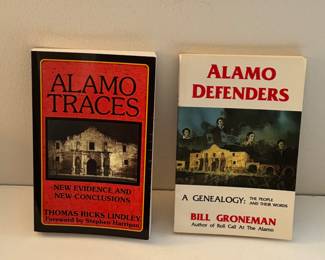 ALAMO
TRACES
NEW EVIDENCE AND
NEW CONCLUSIONS
THOMAS RICKS LINDLEY
Foreword by Stephen Harrigan
ALAMO
DEFENDERS
A GENEALOGY: THE PEOPLE
AND THEIR WORDS
BILL GRONEMAN
Author of Roll Call At The Alamo